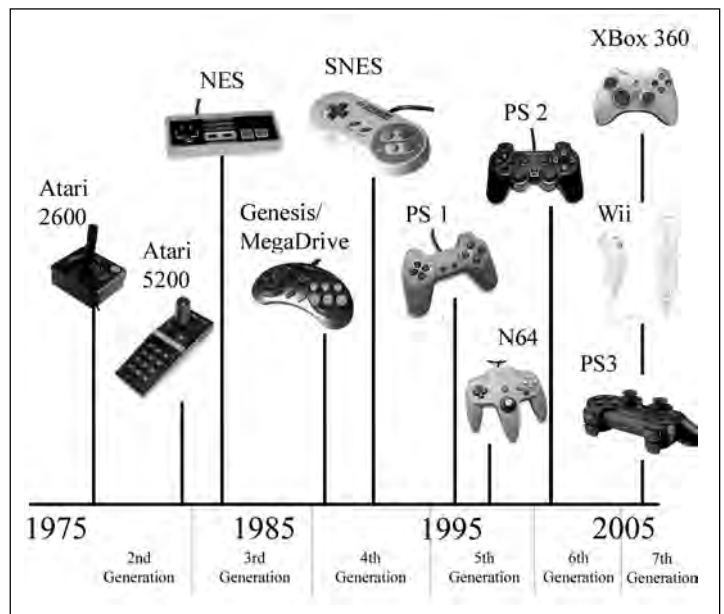 XBox 360
SNES
NES
PS 2
Atari
2600
Genesis/
MegaDrive
PS 1
Wii
Atari
5200
N64
PS3
1975
1985
1995
2005
2nd
Generation
3rd
Generation
4th
Generation
5th
Generation
6th
Generation
7th
Generation